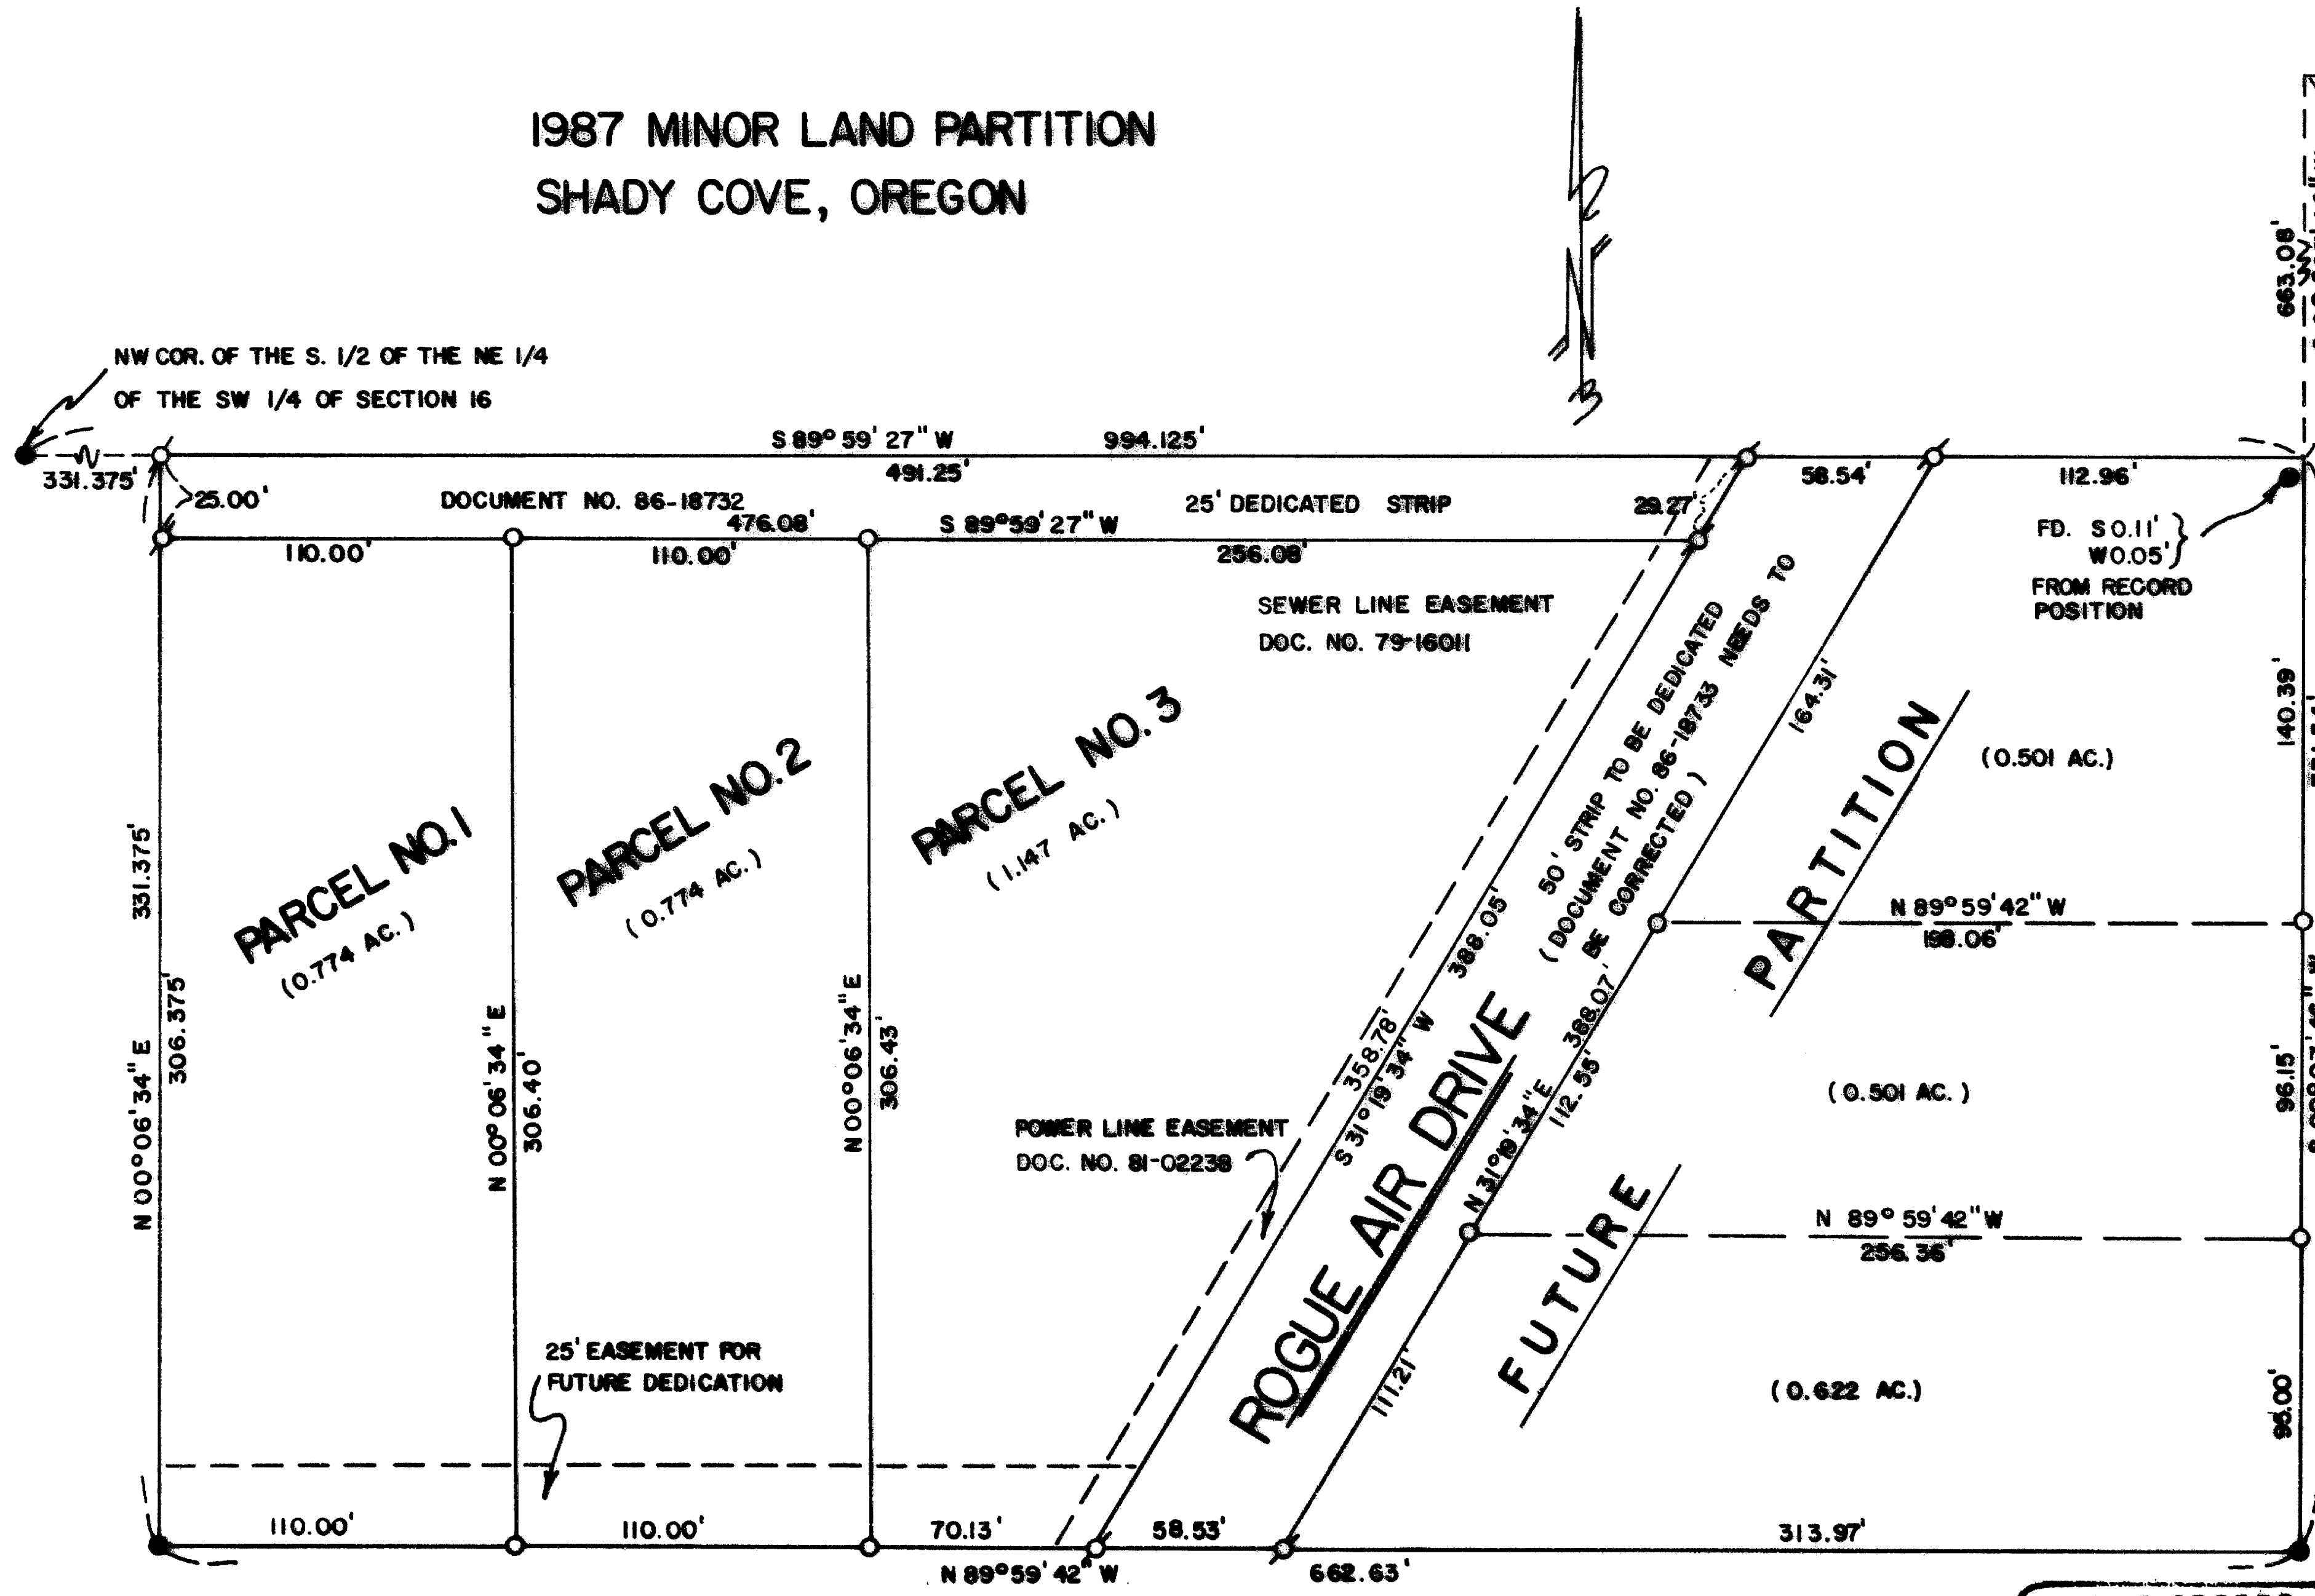 1987 MINOR LAND PARTITION
SHADY COVE, OREGON
NW COR. OF THE S. 1/2 OF THE NE 1/4
OF THE SW 1/4 OF SECTION 16
663.08'
331.375'
S 89° 59' 27" W 994.125'
491.25'
58.54'
112.96'
25.00'
DOCUMENT NO. 86-18732
25' DEDICATED STRIP
29.27'
476.08'
S 89°59' 27" W
110.00'
110.00'
256.08'
FD. S 0.11'
W 0.05'
FROM RECORD
POSITION
SEWER LINE EASEMENT
DOC. NO. 79-16011
50' STRIP TO BE DEDICATED
(DOCUMENT NO. 86-18733 NEEDS TO
BE CORRECTED)
164.31'
140.39'
PARCEL NO. 1
(0.774 AC.)
PARCEL NO. 2
(0.774 AC.)
PARCEL NO. 3
(1.147 AC.)
(0.501 AC.)
331.375'
N 00°06'34" E
306.375'
N 00°06'34" E
306.40'
N 00°06'34" E
306.43'
388.05'
358.78'
S 31°19'34" W
ROGUE AIR DRIVE
388.07'
N 31°19'34" E
112.55'
N 89°59'42" W
198.06'
FUTURE PARTITION
(0.501 AC.)
96.15'
POWER LINE EASEMENT
DOC. NO. 81-02238
N 89° 59' 42" W
256.36'
111.21'
(0.622 AC.)
95.00'
25' EASEMENT FOR
FUTURE DEDICATION
110.00'
110.00'
70.13'
58.53'
313.97'
N 89°59'42" W 662.63'